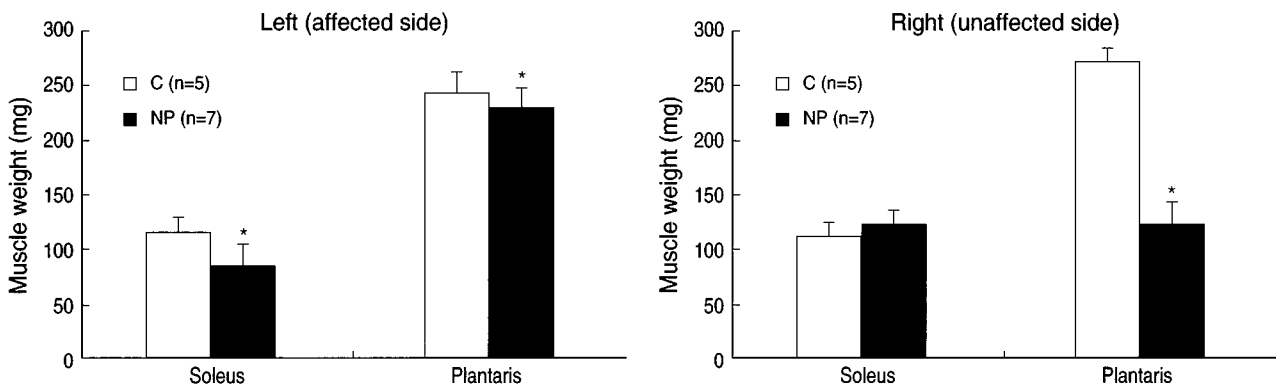 Left (affected side)
Muscle weight (mg)
300
250
200
150
100
50
0
C (n=5)
NP (n=7)
*
*
Soleus
Plantaris
Right (unaffected side)
Muscle weight (mg)
300
250
200
150
100
50
0
C (n=5)
NP (n=7)
*
Soleus
Plantaris